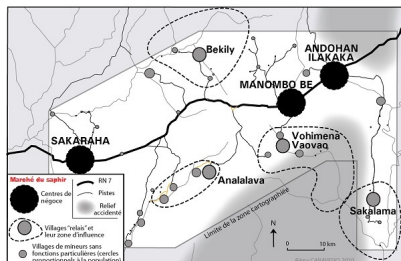 Bekily
ANDOHAN
ILAKAKA
MANOMBO BE
SAKARAHA
Vohimena
Vaovao
Analalava
Sakalama
Marché du saphir
Centres de
négoce
RN 7
Pistes
Relief
accidenté
Villages "relais" et
leur zone d'influence
Villages de mineurs sans
fonctions particulières (cercles
proportionnels à la population)
Limite de la zone cartographiée
N
0 10 km